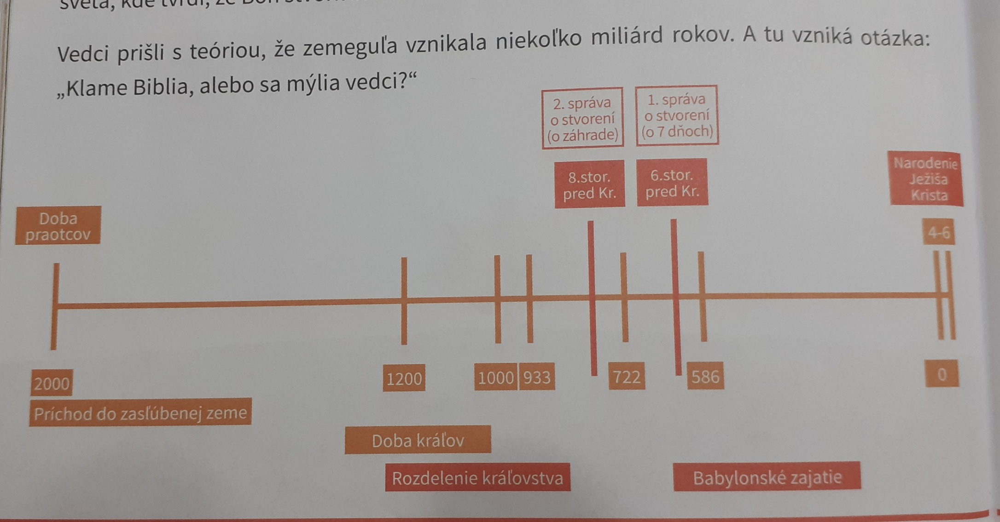 Vedci prišli s teóriou, že zemeguľa vznikala niekoľko miliárd rokov. A tu vzniká otázka:
„Klame Biblia, alebo sa mýlia vedci?“
2. správa
o stvorení
(o záhrade)
1. správa
o stvorení
(o 7 dňoch)
8.stor.
pred Kr.
6.stor.
pred Kr.
Narodenie
Ježiša
Krista
Doba
praotcov
4-6
2000
1200
1000
933
722
586
0
Príchod do zasľúbenej zeme
Doba kráľov
Rozdelenie kráľovstva
Babylonské zajatie